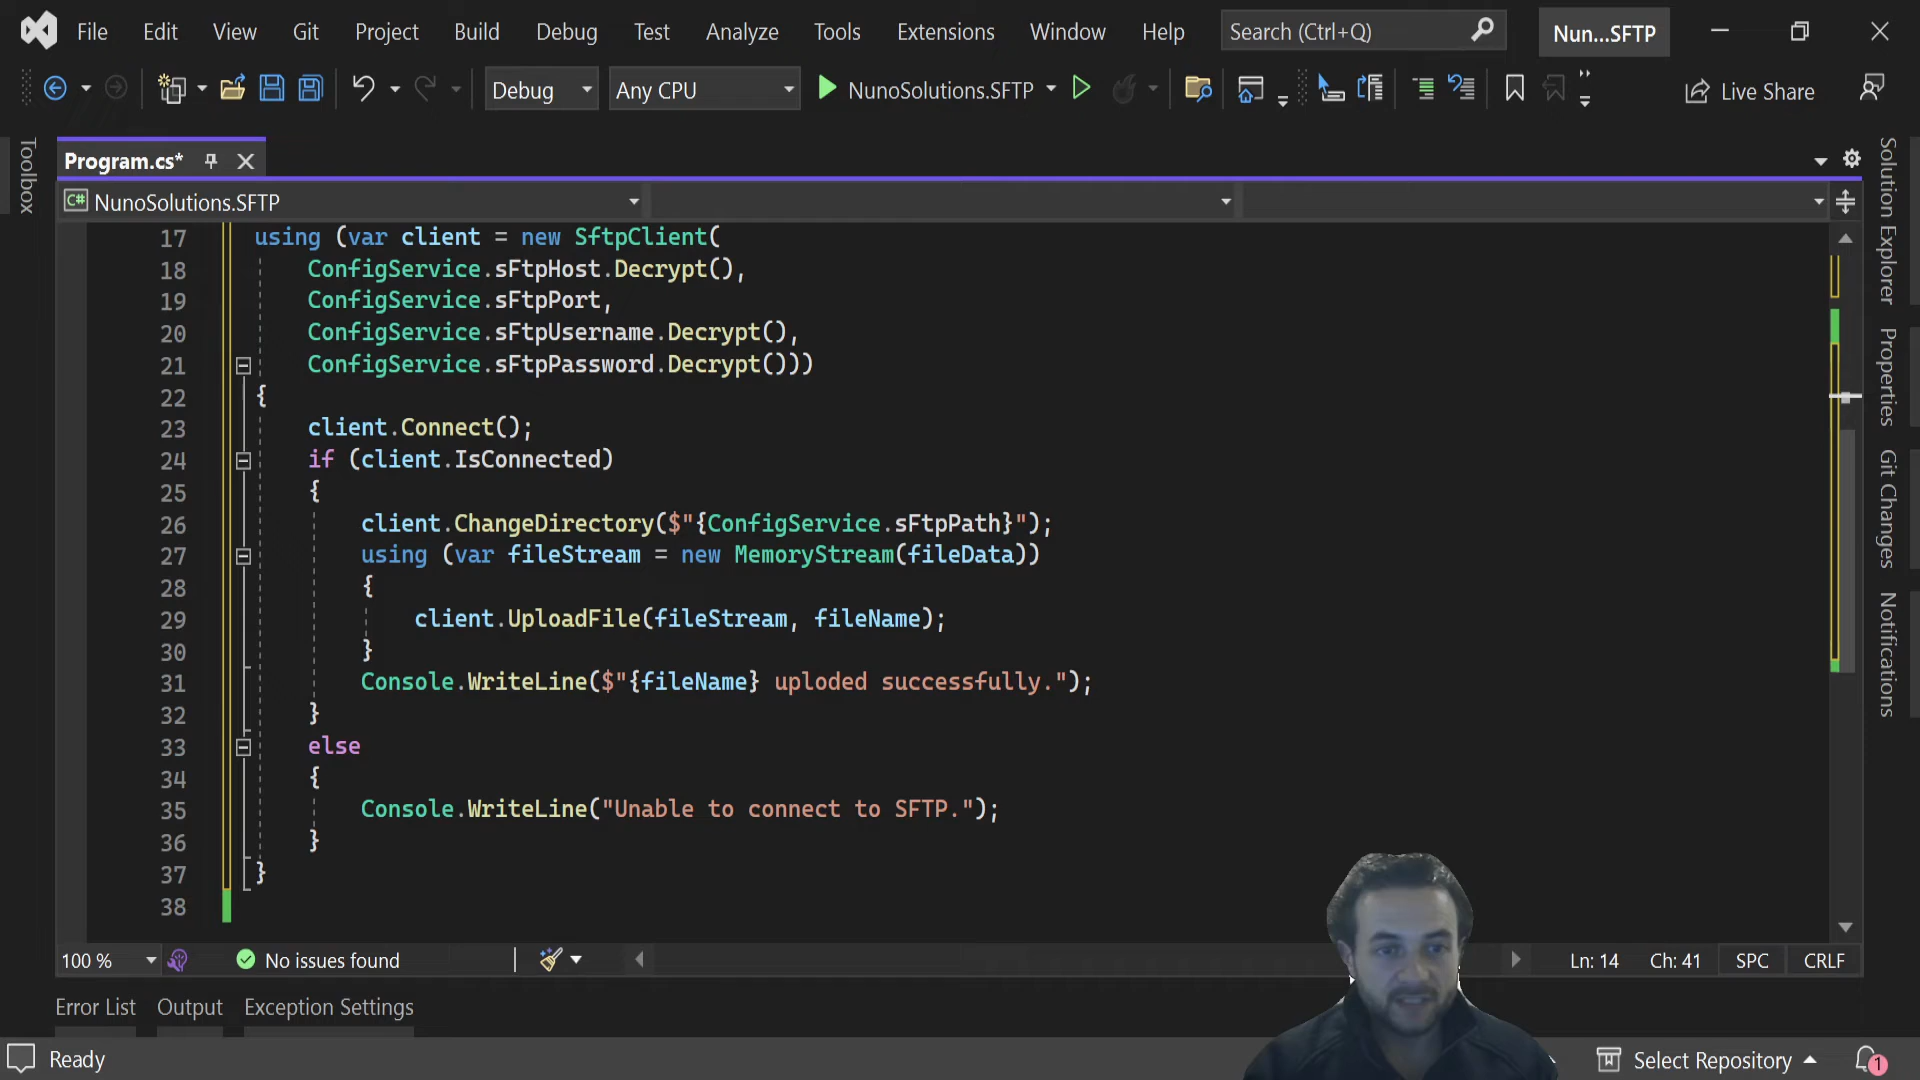 File Edit View Git Project Build Debug Test Analyze Tools Extensions Window Help Search (Ctrl+Q) Nun...SFTP
Debug Any CPU NunoSolutions.SFTP Live Share
Program.cs*
C# NunoSolutions.SFTP
17 using (var client = new SftpClient(
18 ConfigService.sFtpHost.Decrypt(),
19 ConfigService.sFtpPort,
20 ConfigService.sFtpUsername.Decrypt(),
21 ConfigService.sFtpPassword.Decrypt()))
22 {
23 client.Connect();
24 if (client.IsConnected)
25 {
26 client.ChangeDirectory($"{ConfigService.sFtpPath}");
27 using (var fileStream = new MemoryStream(fileData))
28 {
29 client.UploadFile(fileStream, fileName);
30 }
31 Console.WriteLine($"{fileName} uploded successfully.");
32 }
33 else
34 {
35 Console.WriteLine("Unable to connect to SFTP.");
36 }
37 }
38
Toolbox
Solution Explorer
Properties
Git Changes
Notifications
100 % No issues found Ln: 14 Ch: 41 SPC CRLF
Error List Output Exception Settings
Ready Select Repository 1